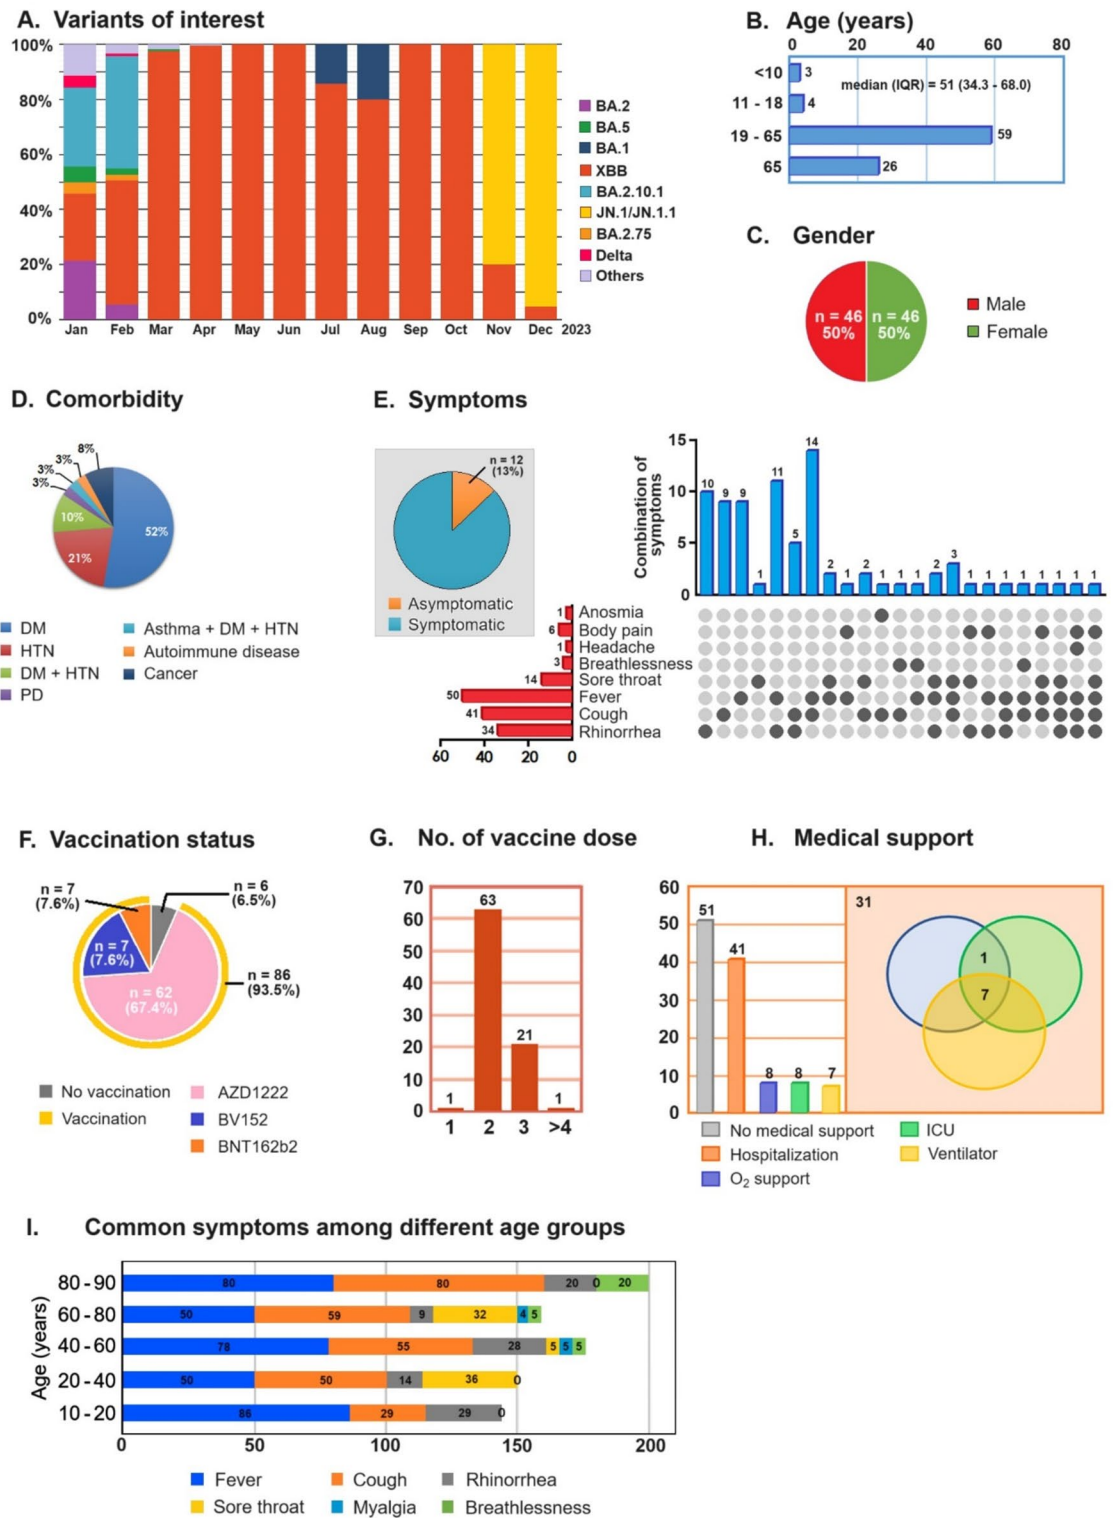 A. Variants of interest
100%
80%
60%
40%
20%
0%
Jan Feb Mar Apr May Jun Jul Aug Sep Oct Nov Dec 2023
BA.2
BA.5
BA.1
XBB
BA.2.10.1
JN.1/JN.1.1
BA.2.75
Delta
Others
B. Age (years)
0 20 40 60 80
<10 3
median (IQR) = 51 (34.3 - 68.0)
11 - 18 4
19 - 65 59
65 26
C. Gender
n = 46 n = 46
50% 50%
Male
Female
D. Comorbidity
8%
3%
3%
3%
10%
52%
21%
DM
HTN
DM + HTN
PD
Asthma + DM + HTN
Autoimmune disease
Cancer
E. Symptoms
n = 12
(13%)
Asymptomatic
Symptomatic
Combination of
symptoms
15
10
5
0
10 9 9 1 11 5 14 2 1 2 1 1 1 2 3 1 1 1 1 1 1 1 1
1 Anosmia
6 Body pain
1 Headache
3 Breathlessness
14 Sore throat
50 Fever
41 Cough
34 Rhinorrhea
60 40 20 0
F. Vaccination status
n = 7
(7.6%)
n = 6
(6.5%)
n = 7
(7.6%)
n = 86
(93.5%)
n = 62
(67.4%)
No vaccination
Vaccination
AZD1222
BV152
BNT162b2
G. No. of vaccine dose
70
60
50
40
30
20
10
0
1 63 21 1
1 2 3 >4
H. Medical support
60
50
40
30
20
10
0
51 41 8 8 7
31
1
7
No medical support
Hospitalization
O2 support
ICU
Ventilator
I. Common symptoms among different age groups
Age (years)
80-90 80 80 20 0 20
60-80 50 59 9 32 4 5
40-60 78 55 28 5 5 5
20-40 50 50 14 36 0
10-20 86 29 29 0
0 50 100 150 200
Fever Cough Rhinorrhea
Sore throat Myalgia Breathlessness